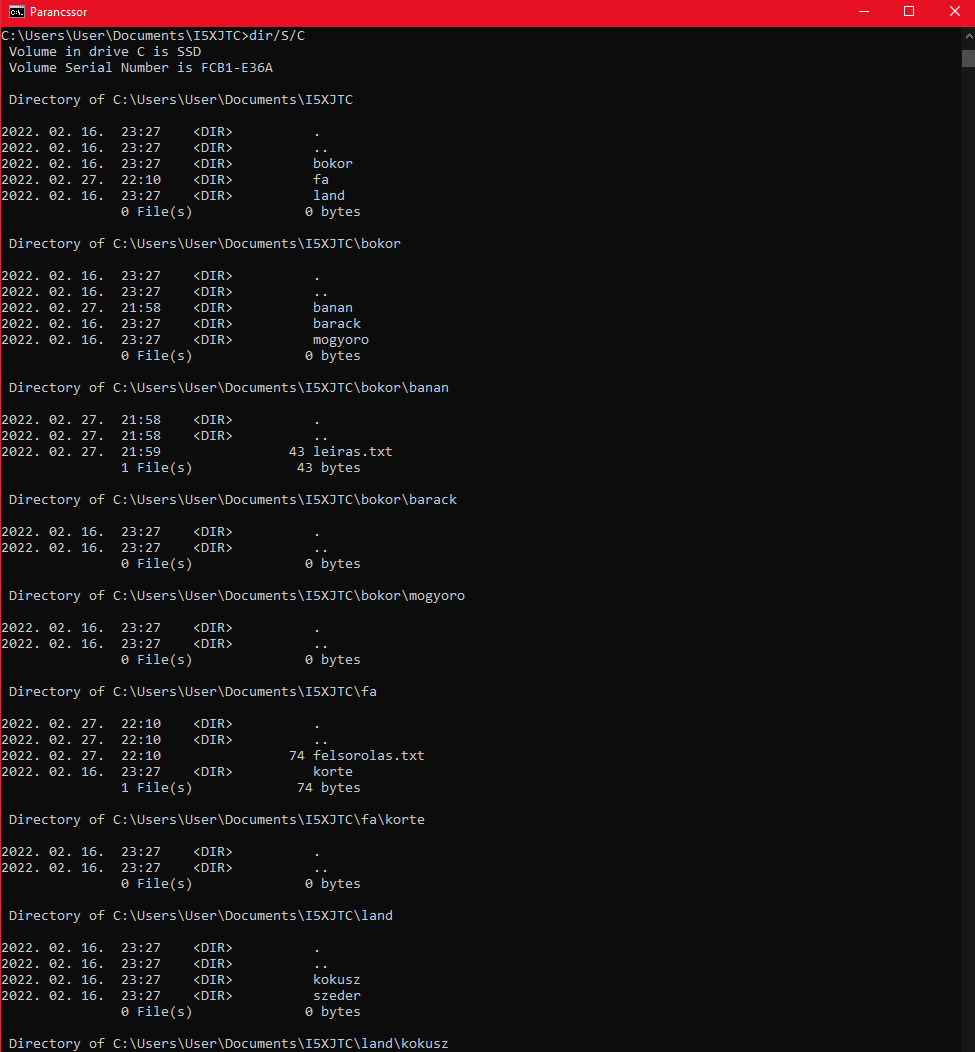 Parancssor
C:\Users\User\Documents\I5XJTC>dir/S/C
 Volume in drive C is SSD
 Volume Serial Number is FCB1-E36A

 Directory of C:\Users\User\Documents\I5XJTC

2022. 02. 16.  23:27    <DIR>          .
2022. 02. 16.  23:27    <DIR>          ..
2022. 02. 16.  23:27    <DIR>          bokor
2022. 02. 27.  22:10    <DIR>          fa
2022. 02. 16.  23:27    <DIR>          land
               0 File(s)              0 bytes

 Directory of C:\Users\User\Documents\I5XJTC\bokor

2022. 02. 16.  23:27    <DIR>          .
2022. 02. 16.  23:27    <DIR>          ..
2022. 02. 27.  21:58    <DIR>          banan
2022. 02. 16.  23:27    <DIR>          barack
2022. 02. 16.  23:27    <DIR>          mogyoro
               0 File(s)              0 bytes

 Directory of C:\Users\User\Documents\I5XJTC\bokor\banan

2022. 02. 27.  21:58    <DIR>          .
2022. 02. 27.  21:58    <DIR>          ..
2022. 02. 27.  21:59                43 leiras.txt
               1 File(s)             43 bytes

 Directory of C:\Users\User\Documents\I5XJTC\bokor\barack

2022. 02. 16.  23:27    <DIR>          .
2022. 02. 16.  23:27    <DIR>          ..
               0 File(s)              0 bytes

 Directory of C:\Users\User\Documents\I5XJTC\bokor\mogyoro

2022. 02. 16.  23:27    <DIR>          .
2022. 02. 16.  23:27    <DIR>          ..
               0 File(s)              0 bytes

 Directory of C:\Users\User\Documents\I5XJTC\fa

2022. 02. 27.  22:10    <DIR>          .
2022. 02. 27.  22:10    <DIR>          ..
2022. 02. 27.  22:10                74 felsorolas.txt
2022. 02. 16.  23:27    <DIR>          korte
               1 File(s)             74 bytes

 Directory of C:\Users\User\Documents\I5XJTC\fa\korte

2022. 02. 16.  23:27    <DIR>          .
2022. 02. 16.  23:27    <DIR>          ..
               0 File(s)              0 bytes

 Directory of C:\Users\User\Documents\I5XJTC\land

2022. 02. 16.  23:27    <DIR>          .
2022. 02. 16.  23:27    <DIR>          ..
2022. 02. 16.  23:27    <DIR>          kokusz
2022. 02. 16.  23:27    <DIR>          szeder
               0 File(s)              0 bytes

 Directory of C:\Users\User\Documents\I5XJTC\land\kokusz